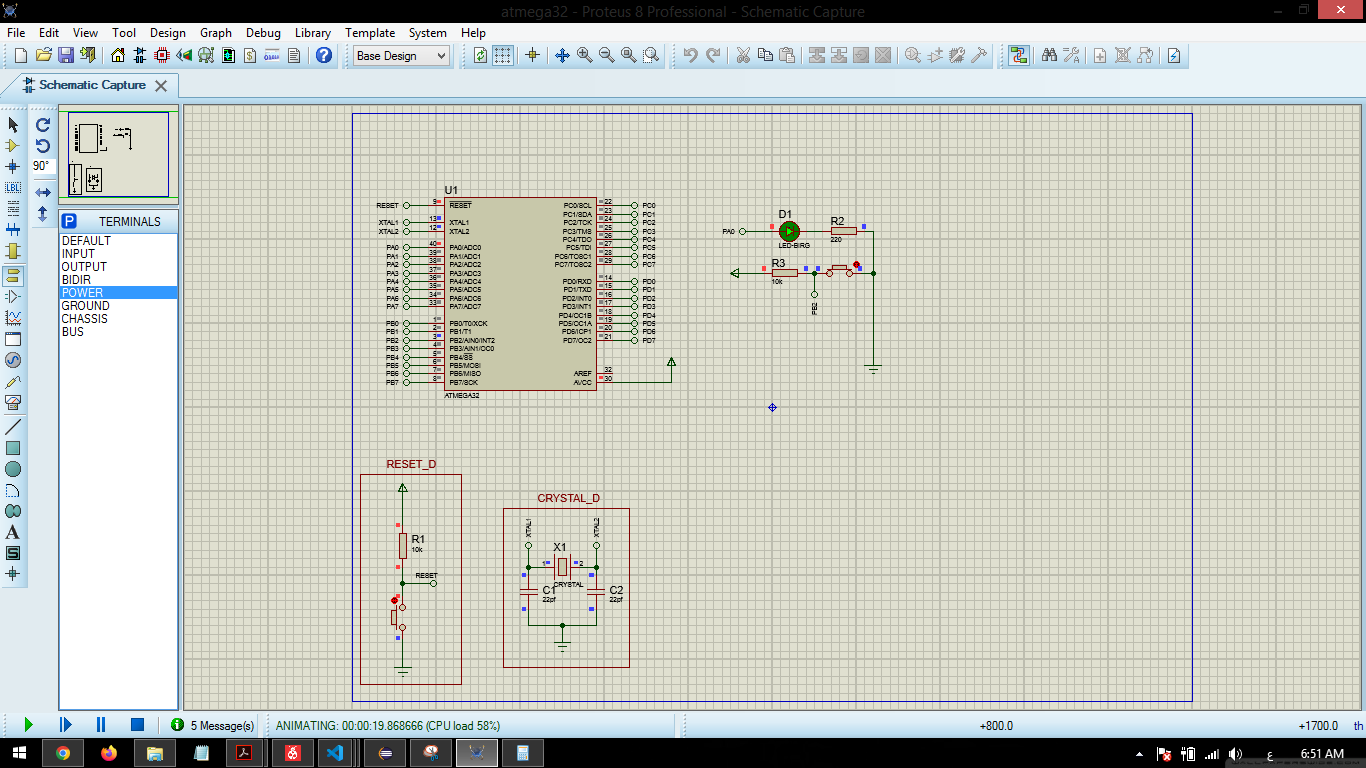 atmega32 - Proteus 8 Professional - Schematic Capture
File Edit View Tool Design Graph Debug Library Template System Help
Base Design
Schematic Capture
90°
LBL
P TERMINALS
DEFAULT
INPUT
OUTPUT
BIDIR
POWER
GROUND
CHASSIS
BUS
A
S
U1
RESET 9 RESET PC0/SCL 22 PC0
PC1/SDA 23 PC1
XTAL1 13 XTAL1 PC2/TCK 24 PC2
XTAL2 12 XTAL2 PC3/TMS 25 PC3
PC4/TDO 26 PC4
PA0 40 PA0/ADC0 PC5/TDI 27 PC5
PA1 39 PA1/ADC1 PC6/TOSC1 28 PC6
PA2 38 PA2/ADC2 PC7/TOSC2 29 PC7
PA3 37 PA3/ADC3
PA4 36 PA4/ADC4 PD0/RXD 14 PD0
PA5 35 PA5/ADC5 PD1/TXD 15 PD1
PA6 34 PA6/ADC6 PD2/INT0 16 PD2
PA7 33 PA7/ADC7 PD3/INT1 17 PD3
PD4/OC1B 18 PD4
PB0 1 PB0/T0/XCK PD5/OC1A 19 PD5
PB1 2 PB1/T1 PD6/ICP1 20 PD6
PB2 3 PB2/AIN0/INT2 PD7/OC2 21 PD7
PB3 4 PB3/AIN1/OC0
PB4 5 PB4/SS
PB5 6 PB5/MOSI
PB6 7 PB6/MISO AREF 32
PB7 8 PB7/SCK AVCC 30
ATMEGA32
D1
R2
PA0
LED-BIRG
220
R3
10k
PB2
RESET_D
R1
10k
RESET
CRYSTAL_D
XTAL1
XTAL2
X1
1 2
CRYSTAL
C1
22pf
C2
22pf
5 Message(s) ANIMATING: 00:00:19.868666 (CPU load 58%) +800.0 +1700.0 th
ع 6:51 AM